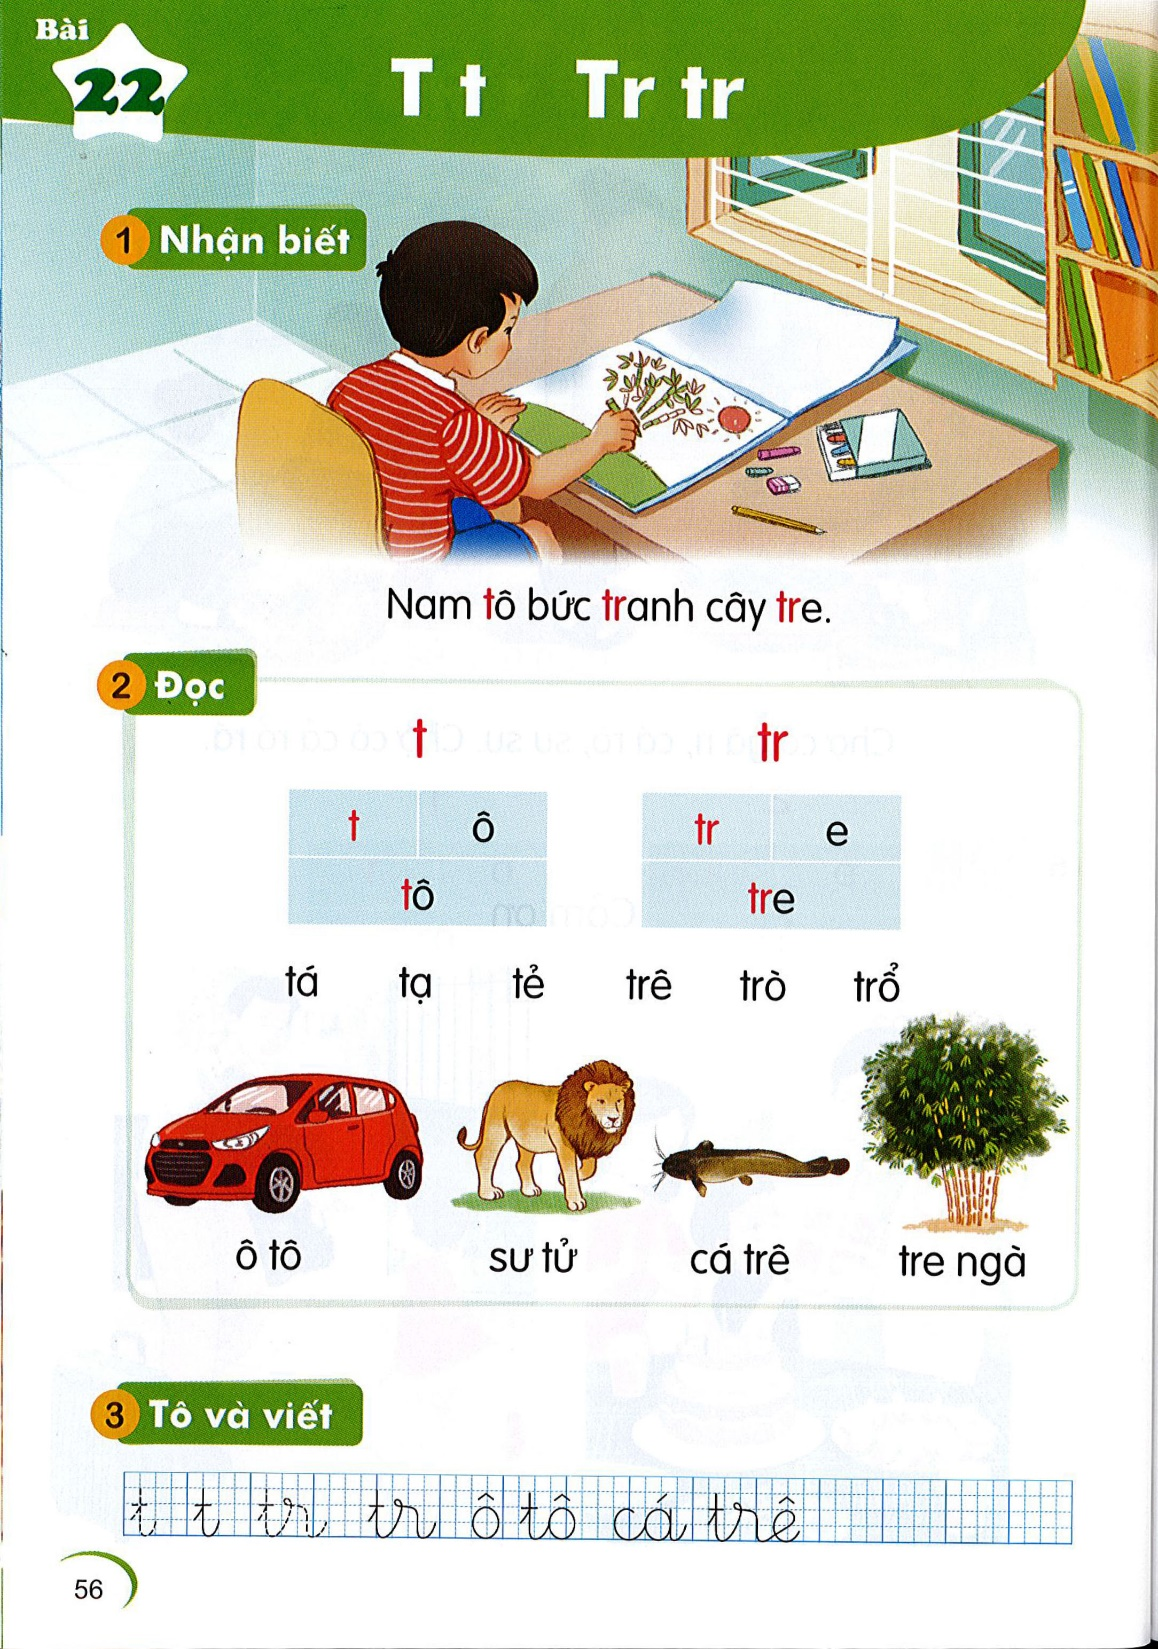 Bài
22
T t Tr tr
1 Nhận biết
Nam tô bức tranh cây tre.
2 Đọc
t tr
t ô tr e
tô tre
tá tạ tẻ trê trò trổ
ô tô sư tử cá trê tre ngà
3 Tô và viết
t t tr tr ô tô cá trê
56